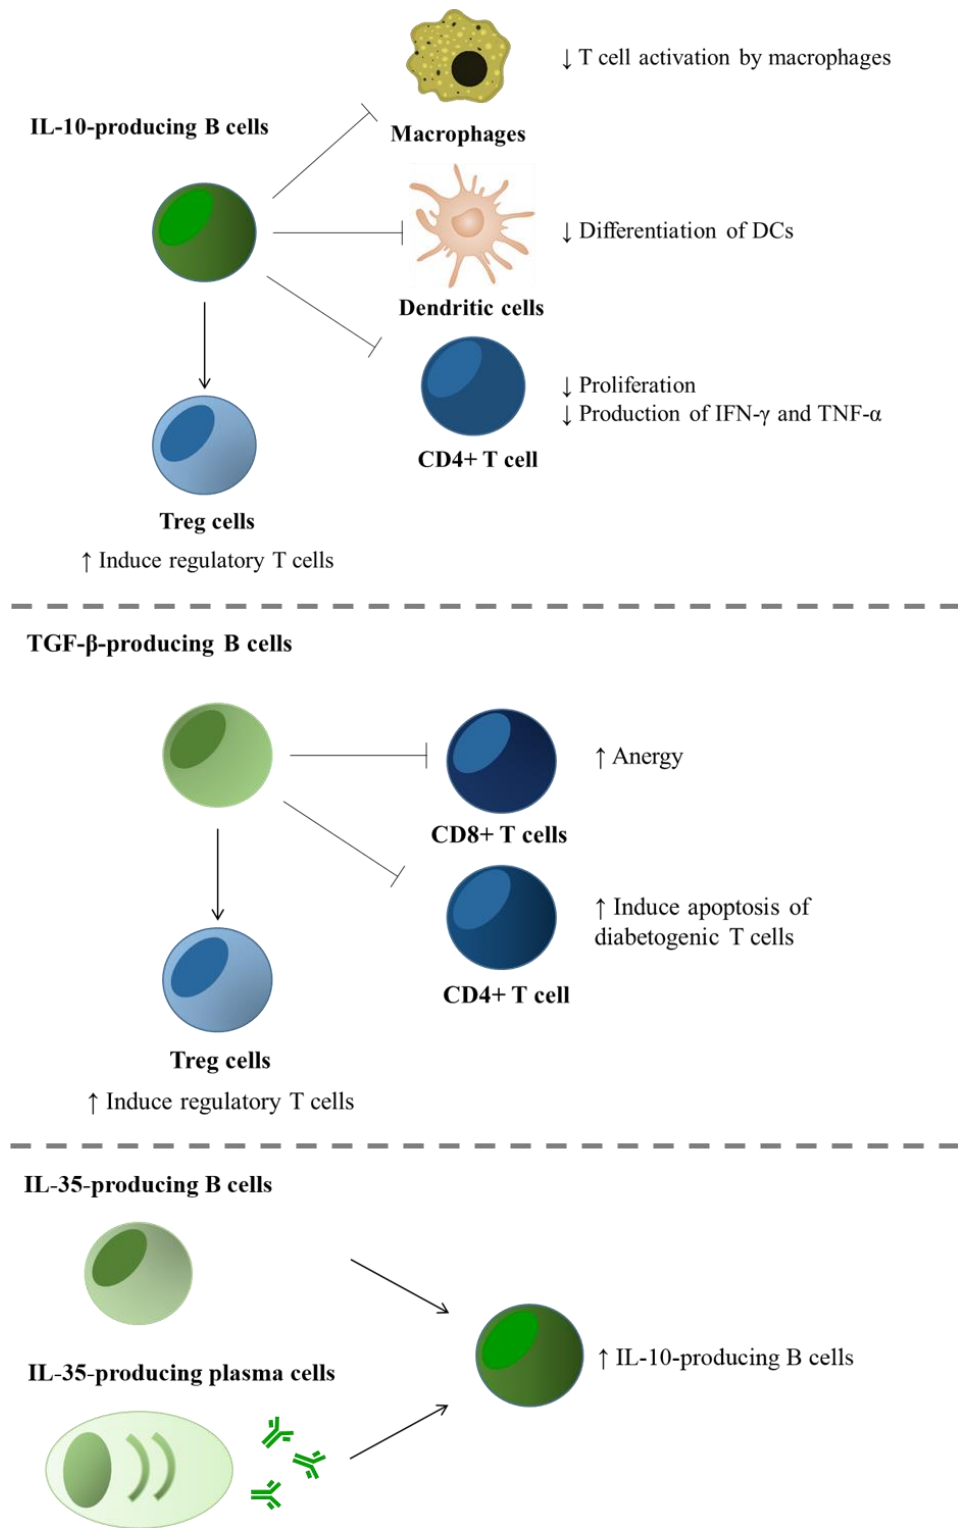 ↓ T cell activation by macrophages
IL-10-producing B cells
Macrophages
↓ Differentiation of DCs
Dendritic cells
↓ Proliferation
↓ Production of IFN-γ and TNF-α
CD4+ T cell
Treg cells
↑ Induce regulatory T cells
TGF-β-producing B cells
↑ Anergy
CD8+ T cells
↑ Induce apoptosis of
diabetogenic T cells
CD4+ T cell
Treg cells
↑ Induce regulatory T cells
IL-35-producing B cells
↑ IL-10-producing B cells
IL-35-producing plasma cells